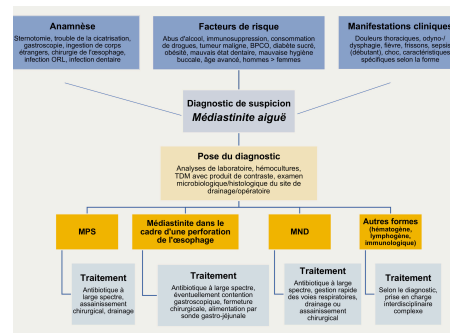 Anamnèse
Sternotomie, trouble de la cicatrisation,
gastroscopie, ingestion de corps
étrangers, chirurgie de l'œsophage,
infection ORL, infection dentaire
Facteurs de risque
Abus d'alcool, immunosuppression, consommation
de drogues, tumeur maligne, BPCO, diabète sucré,
obésité, mauvais état dentaire, mauvaise hygiène
buccale, âge avancé, hommes > femmes
Manifestations cliniques
Douleurs thoraciques, odyno-/
dysphagie, fièvre, frissons, sepsis
(débutant), choc, caractéristiques
spécifiques selon la forme
Diagnostic de suspicion
Médiastinite aiguë
Pose du diagnostic
Analyses de laboratoire, hémocultures,
TDM avec produit de contraste, examen
microbiologique/histologique du site de
drainage/opératoire
MPS
Médiastinite dans le
cadre d'une perforation de
l'œsophage
MND
Autres formes
(hématogène,
lymphogène,
immunologique)
Traitement
Antibiotique à
large spectre,
assainissement
chirurgical, drainage
Traitement
Antibiotique à large spectre,
éventuellement contention
gastroscopique, fermeture
chirurgicale, alimentation par
sonde gastro-jéjunale
Traitement
Antibiotique à large
spectre, gestion rapide
des voies respiratoires,
drainage ou
assainissement
chirurgical
Traitement
Selon le diagnostic,
prise en charge
interdisciplinaire
complexe